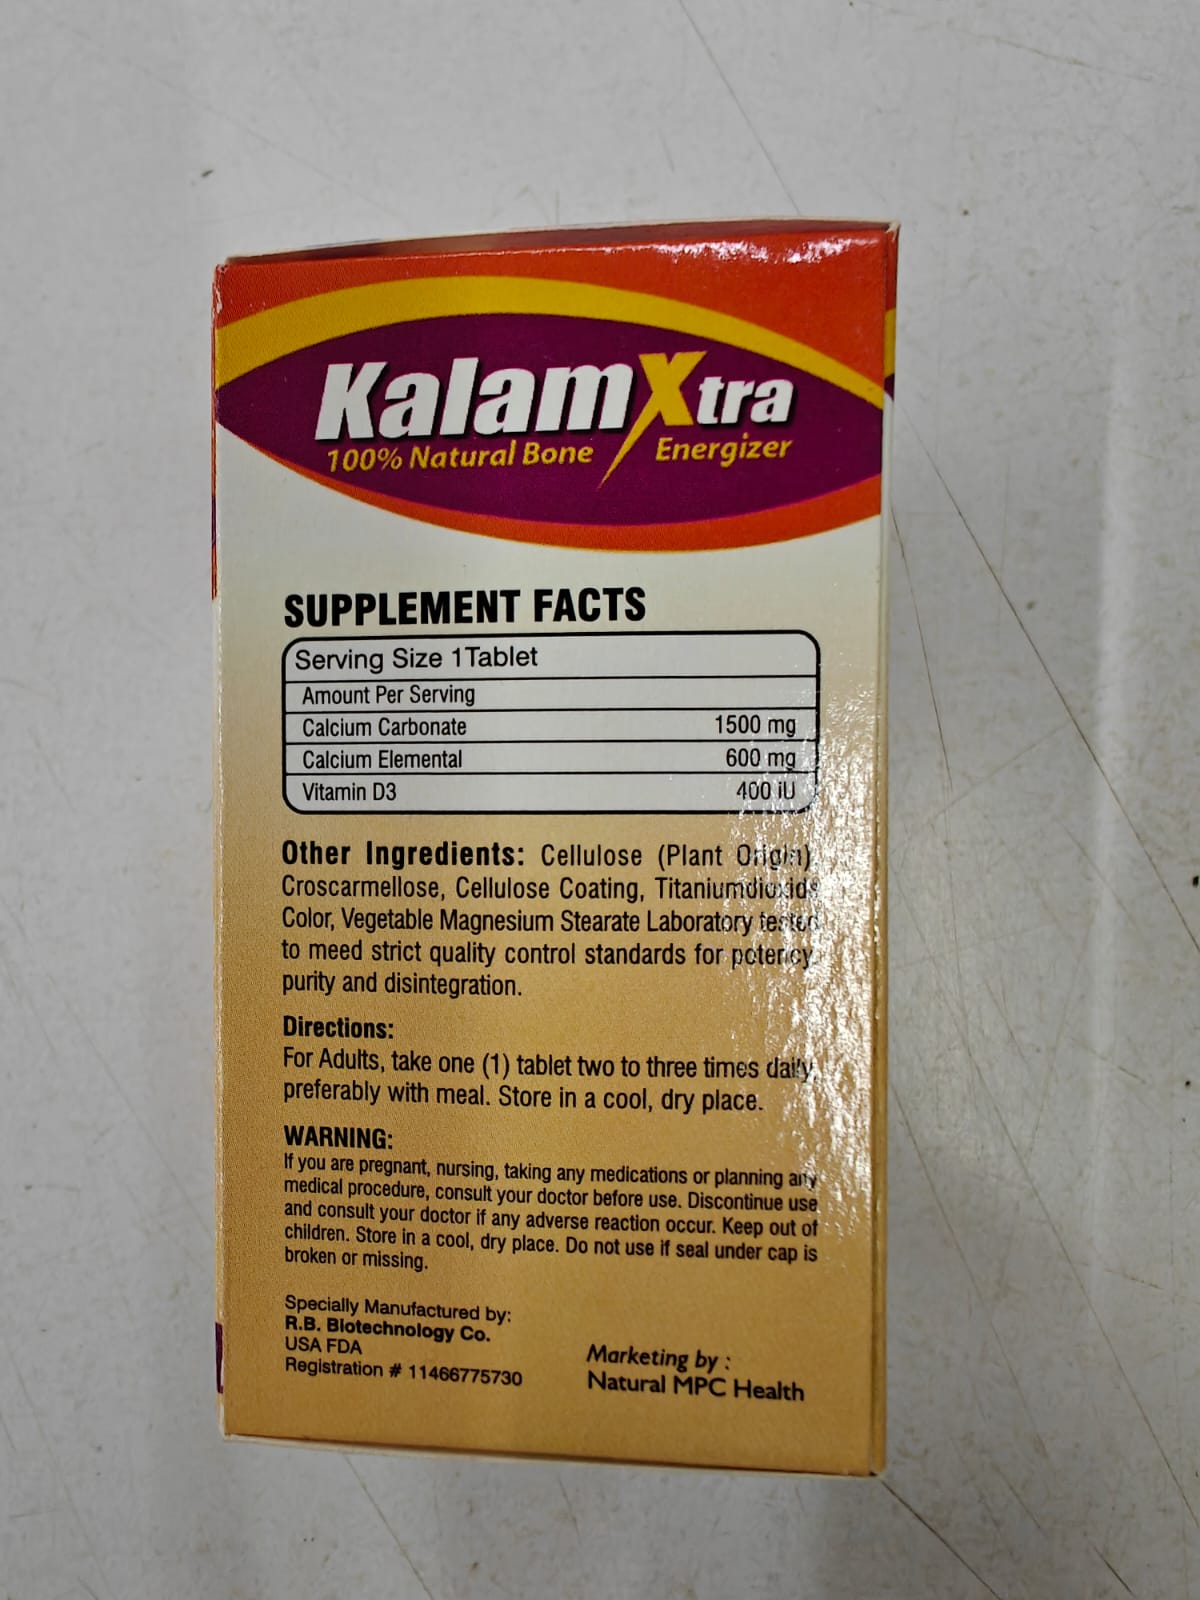 KalamXtra
100% Natural Bone Energizer
SUPPLEMENT FACTS
Serving Size 1Tablet
Amount Per Serving
Calcium Carbonate 1500 mg
Calcium Elemental 600 mg
Vitamin D3 400 iU
Other Ingredients: Cellulose (Plant Origin)
Croscarmellose, Cellulose Coating, Titaniumdioxids
Color, Vegetable Magnesium Stearate Laboratory tested
to meed strict quality control standards for potency,
purity and disintegration.
Directions:
For Adults, take one (1) tablet two to three times daily,
preferably with meal. Store in a cool, dry place.
WARNING:
If you are pregnant, nursing, taking any medications or planning any
medical procedure, consult your doctor before use. Discontinue use
and consult your doctor if any adverse reaction occur. Keep out of
children. Store in a cool, dry place. Do not use if seal under cap is
broken or missing.
Specially Manufactured by:
R.B. Biotechnology Co.
USA FDA
Registration # 11466775730
Marketing by :
Natural MPC Health